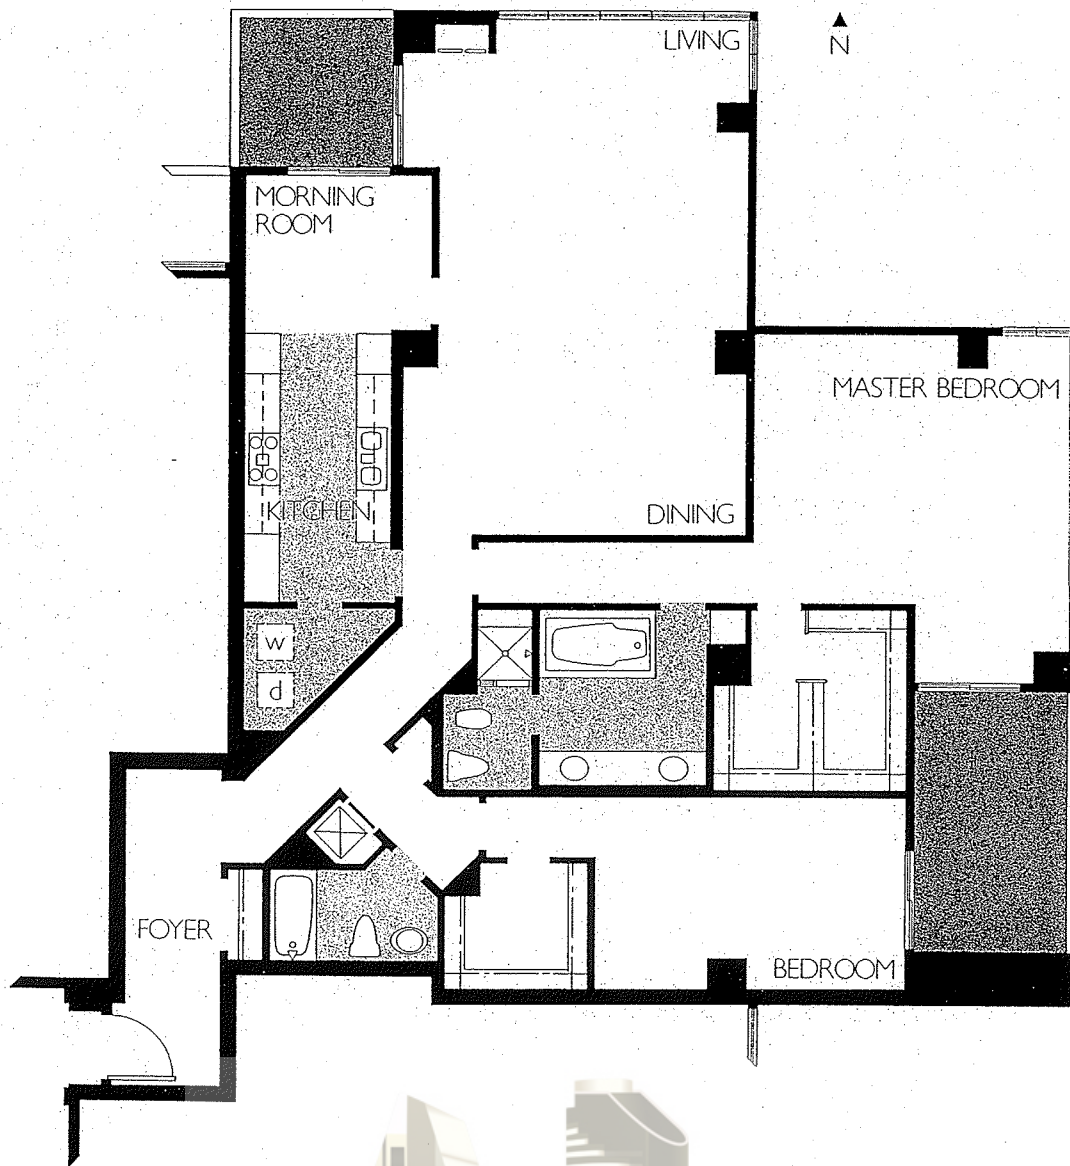 LIVING
N
MORNING
ROOM
MASTER BEDROOM
KITCHEN
DINING
w
d
FOYER
BEDROOM